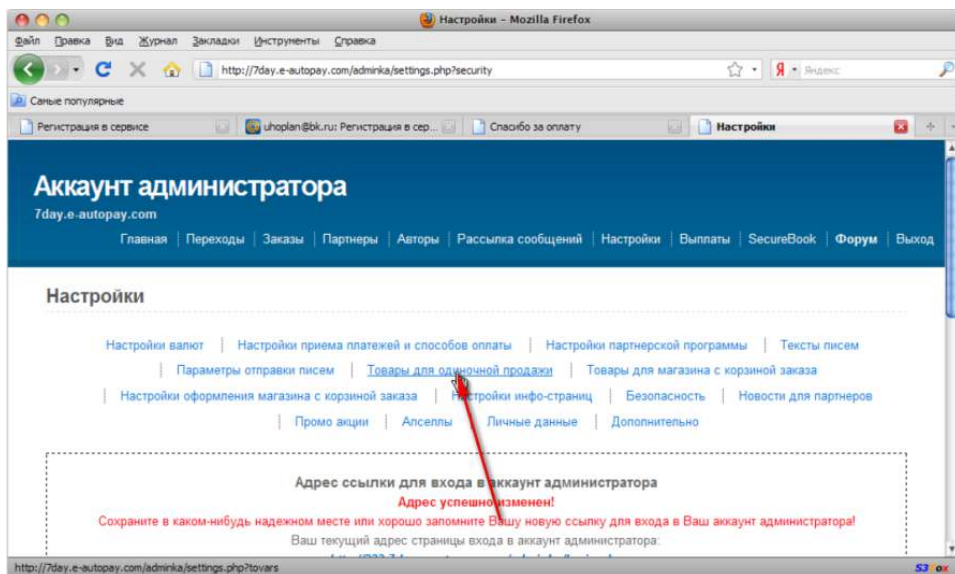 Настройки – Mozilla Firefox
Файл Правка Вид Журнал Закладки Инструменты Справка
http://7day.e-autopay.com/adminka/settings.php?security
Яндекс
Самые популярные
Регистрация в сервисе
uhoplan@bk.ru: Регистрация в сер...
Спасибо за оплату
Настройки
Аккаунт администратора
7day.e-autopay.com
Главная | Переходы | Заказы | Партнеры | Авторы | Рассылка сообщений | Настройки | Выплаты | SecureBook | Форум | Выход
Настройки
Настройки валют | Настройки приема платежей и способов оплаты | Настройки партнерской программы | Тексты писем
| Параметры отправки писем | Товары для одиночной продажи | Товары для магазина с корзиной заказа
| Настройки оформления магазина с корзиной заказа | Настройки инфо-страниц | Безопасность | Новости для партнеров
| Промо акции | Апселлы | Личные данные | Дополнительно
Адрес ссылки для входа в аккаунт администратора
Адрес успешно изменен!
Сохраните в каком-нибудь надежном месте или хорошо запомните Вашу новую ссылку для входа в Ваш аккаунт администратора!
Ваш текущий адрес страницы входа в аккаунт администратора:
http://7day.e-autopay.com/adminka/settings.php?tovars
S3Fox